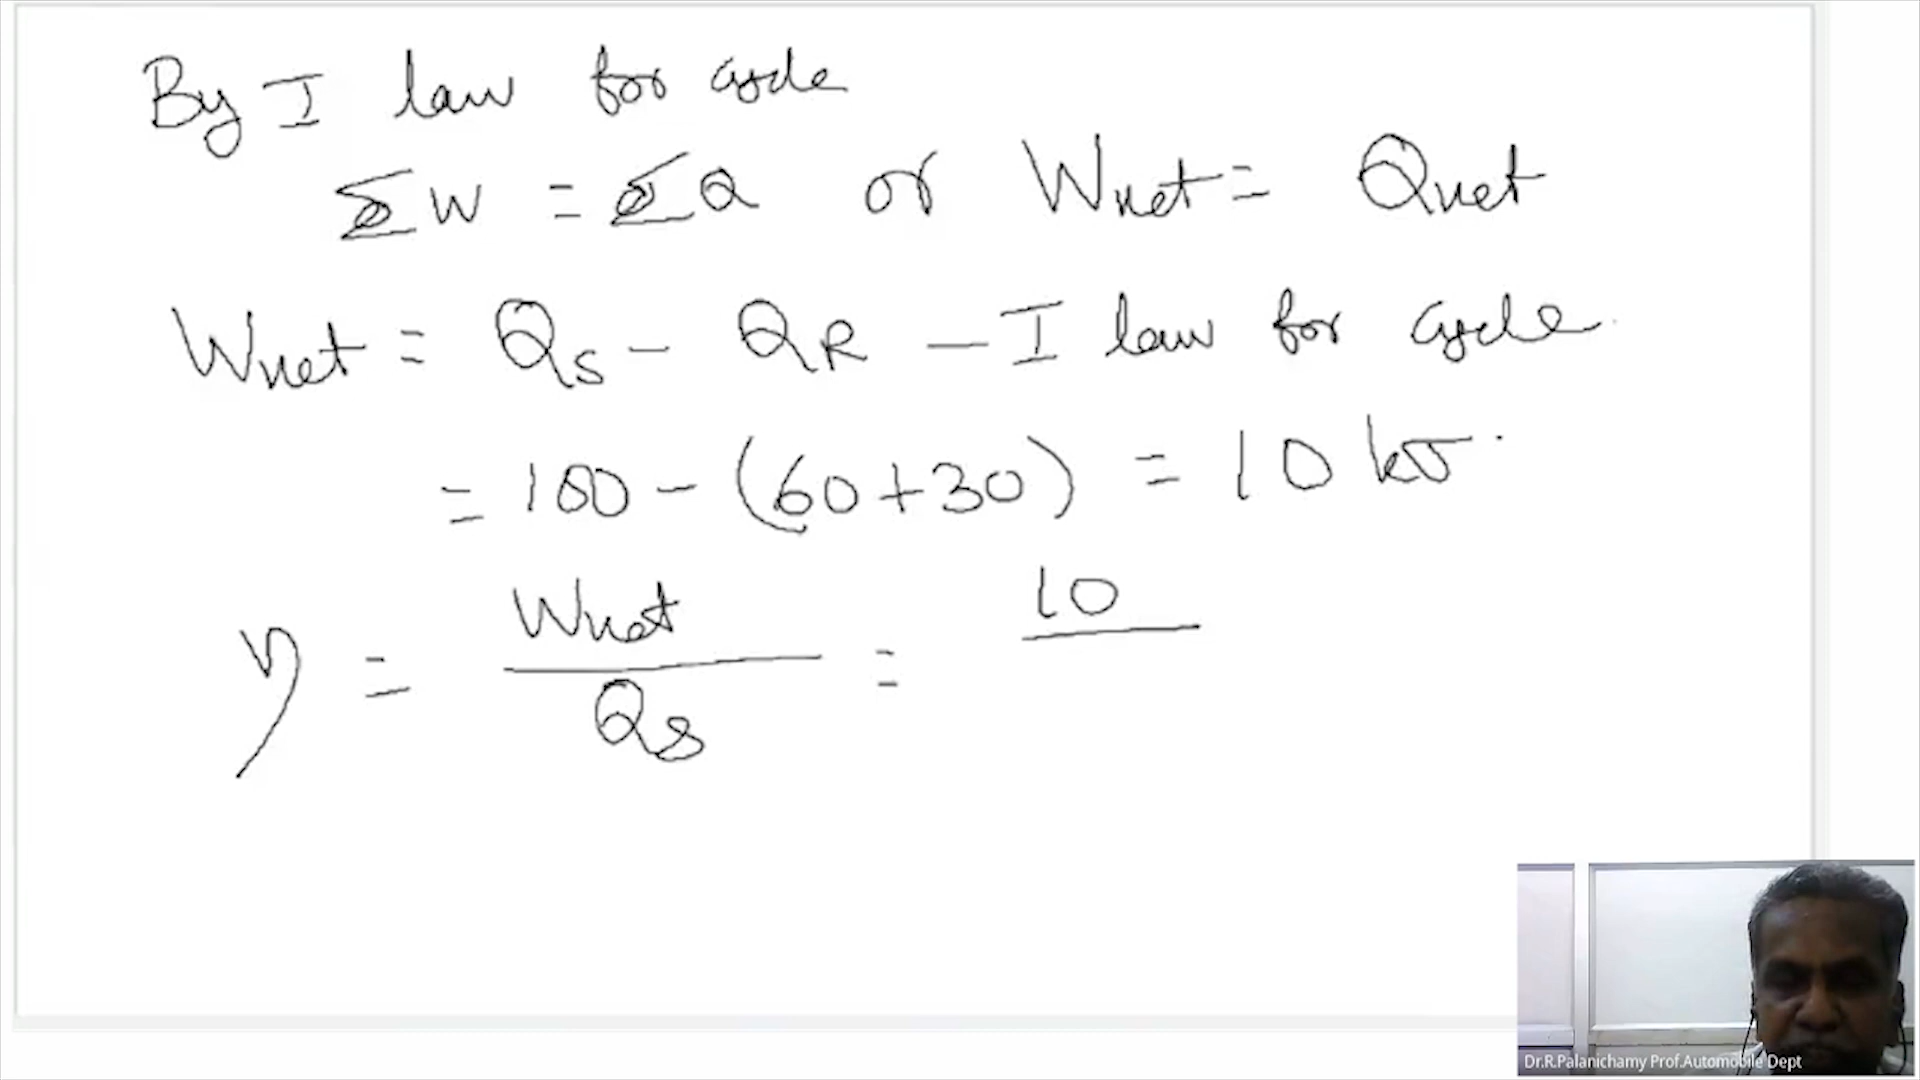 By I law for cycle
ΣW = ΣQ or Wnet = Qnet
Wnet = QS - QR - I law for cycle.
= 100 - (60+30) = 10 kJ.
η = Wnet / QS = 10
Dr.R.Palanichamy Prof.Automobile Dept